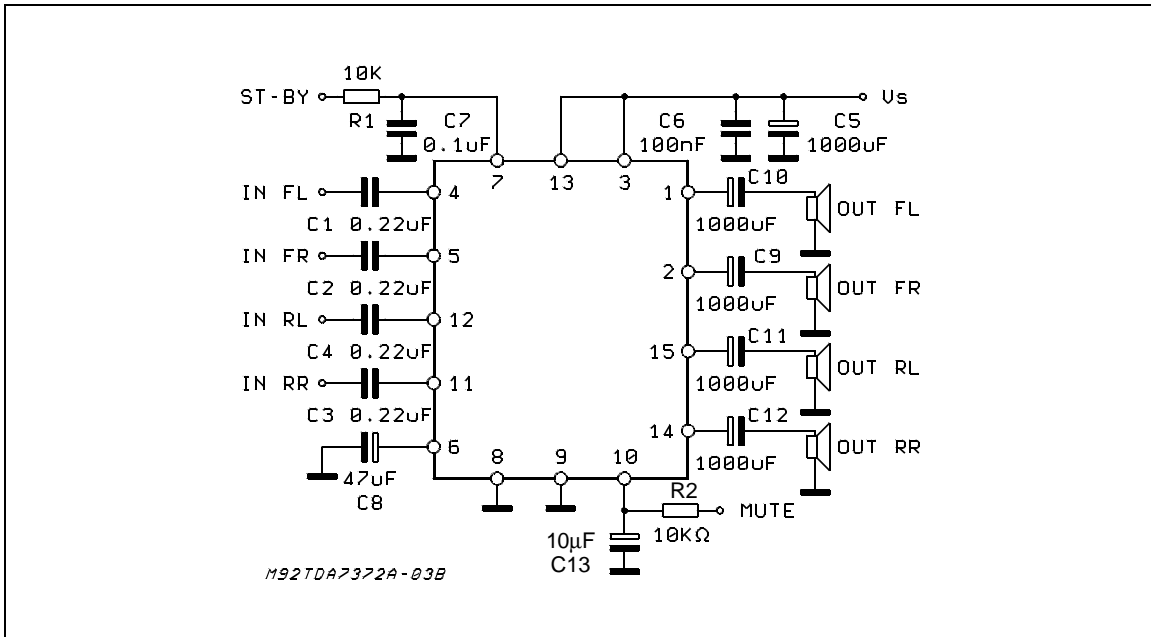 10K
ST-BY
Vs
R1
C7
0.1uF
C6
100nF
C5
1000uF
7
13
3
IN FL
4
C1 0.22uF
1
C10
1000uF
OUT FL
IN FR
5
C2 0.22uF
2
C9
1000uF
OUT FR
IN RL
12
C4 0.22uF
15
C11
1000uF
OUT RL
IN RR
11
C3 0.22uF
14
C12
1000uF
OUT RR
6
47uF
C8
8
9
10
R2
MUTE
10KΩ
10μF
C13
M92TDA7372A-03B